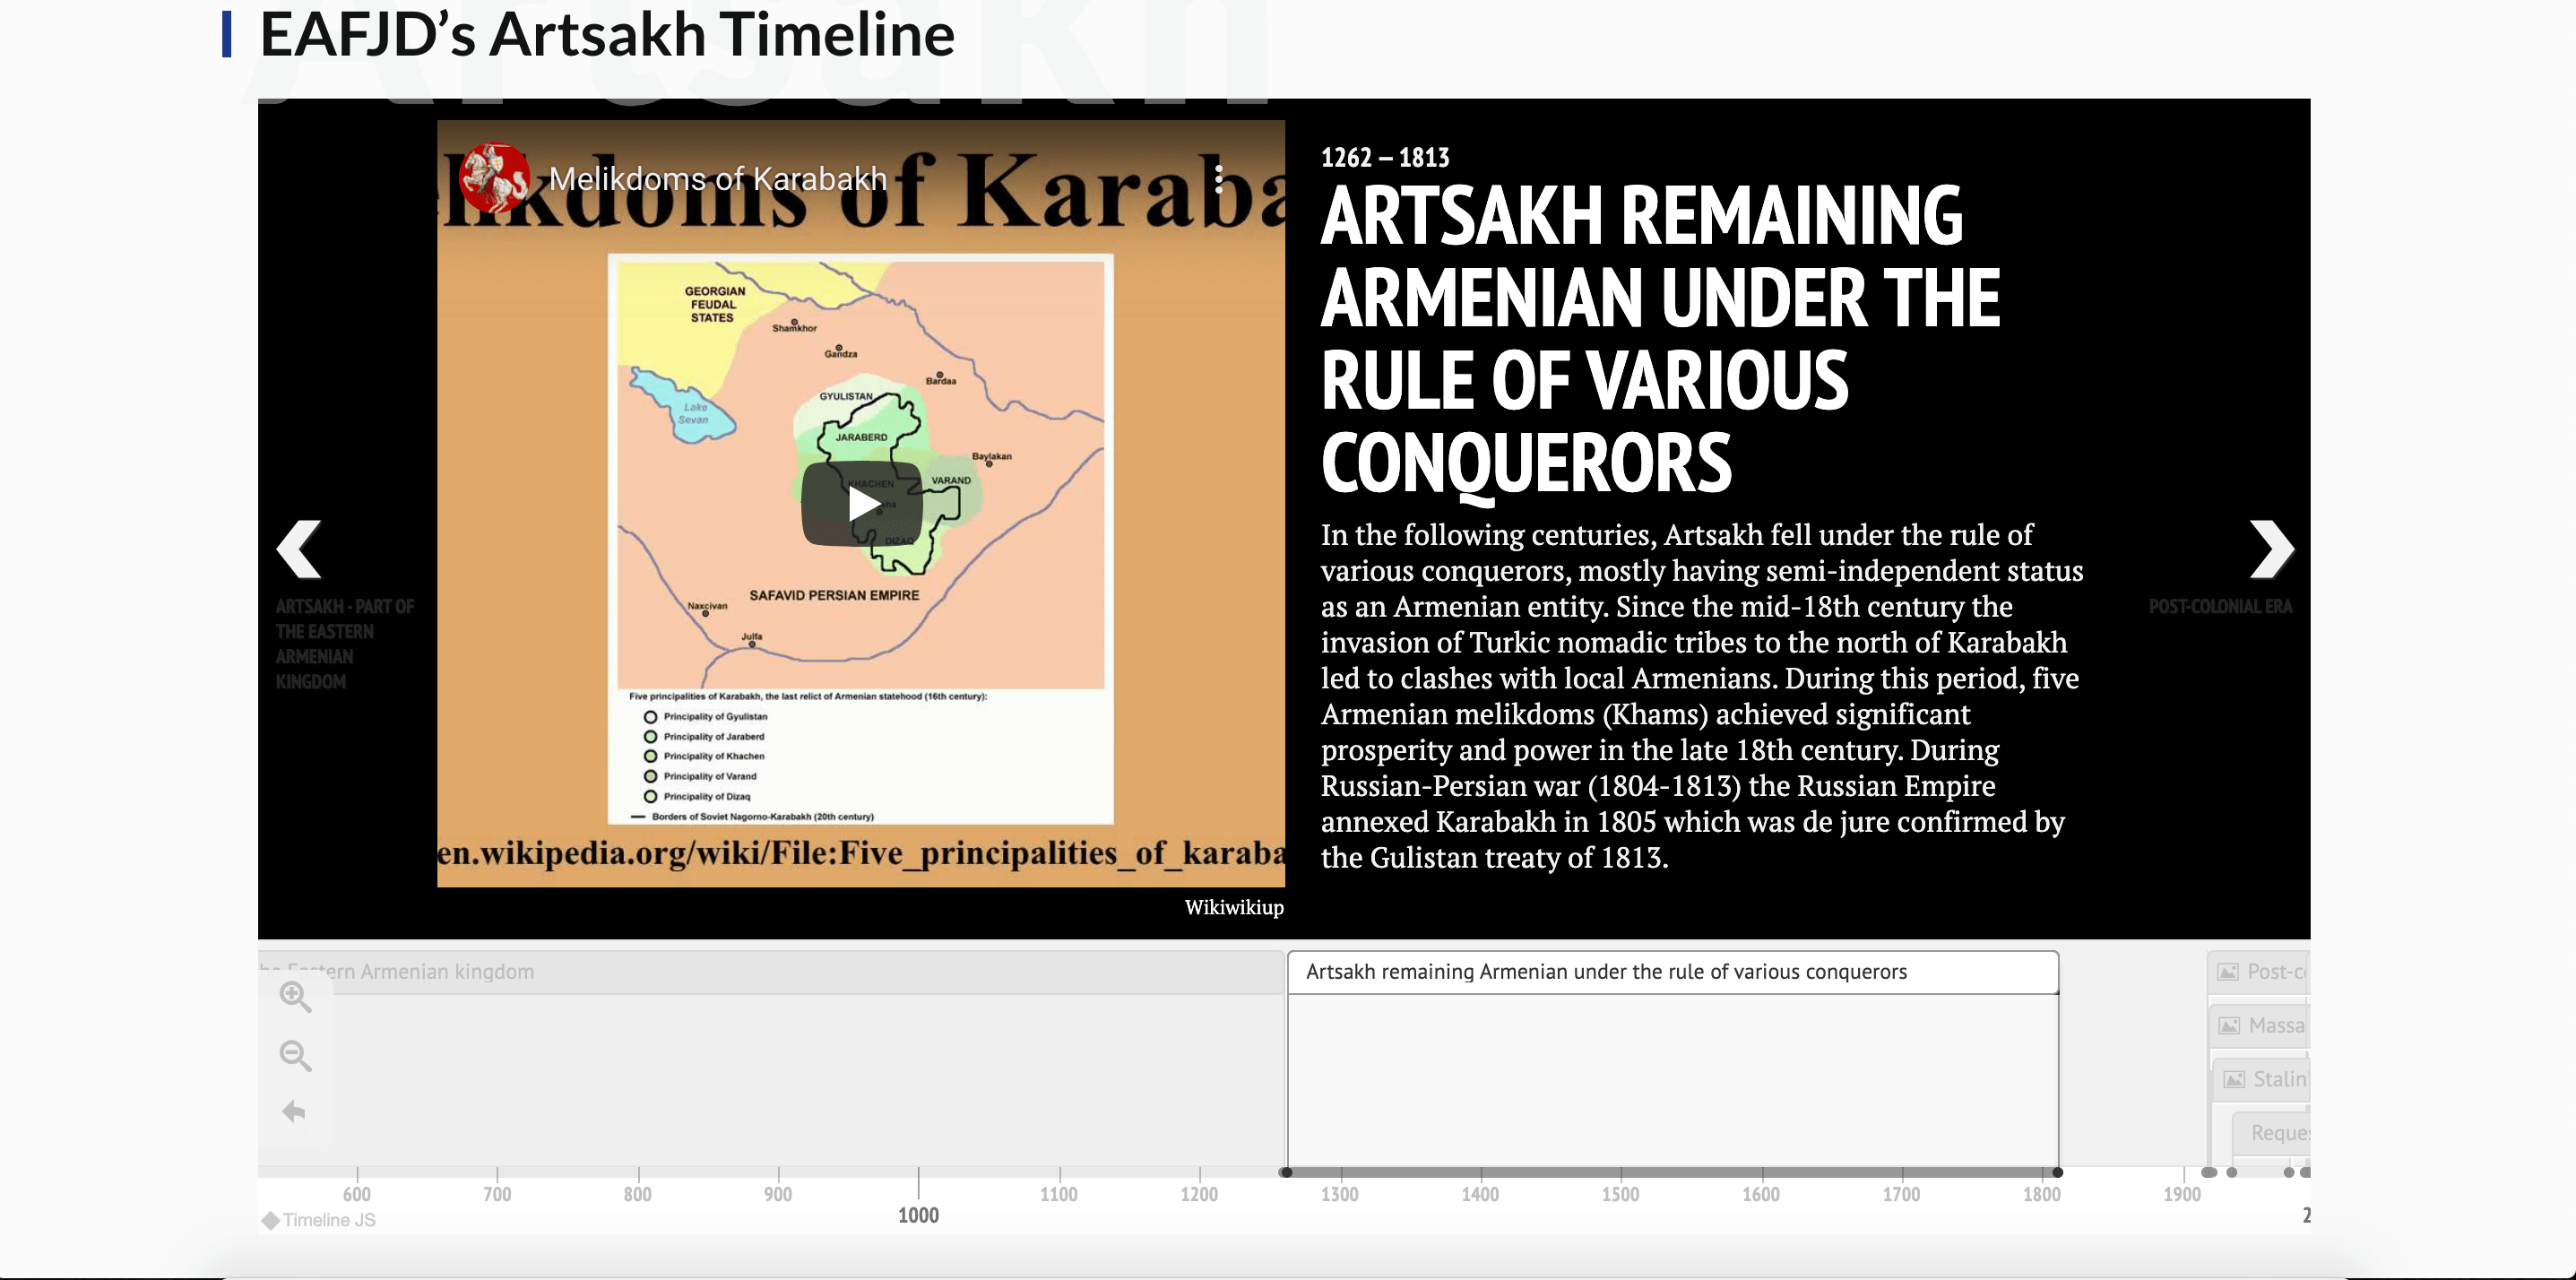 EAFJD's Artsakh Timeline
Melikdoms of Karabakh
GEORGIAN
FEUDAL
STATES
Shamkhor
Gandza
Bardaa
Lake
Sevan
GYULISTAN
JARABERD
Baylakan
KHACHEN
VARAND
DIZAQ
SAFAVID PERSIAN EMPIRE
Naxcivan
Julfa
Five principalities of Karabakh, the last relict of Armenian statehood (16th century):
Principality of Gyulistan
Principality of Jaraberd
Principality of Khachen
Principality of Varand
Principality of Dizaq
Borders of Soviet Nagorno-Karabakh (20th century)
en.wikipedia.org/wiki/File:Five_principalities_of_karaba
Wikiwikiup
1262 – 1813
ARTSAKH REMAINING
ARMENIAN UNDER THE
RULE OF VARIOUS
CONQUERORS
In the following centuries, Artsakh fell under the rule of
various conquerors, mostly having semi-independent status
as an Armenian entity. Since the mid-18th century the
invasion of Turkic nomadic tribes to the north of Karabakh
led to clashes with local Armenians. During this period, five
Armenian melikdoms (Khams) achieved significant
prosperity and power in the late 18th century. During
Russian-Persian war (1804-1813) the Russian Empire
annexed Karabakh in 1805 which was de jure confirmed by
the Gulistan treaty of 1813.
ARTSAKH - PART OF
THE EASTERN
ARMENIAN
KINGDOM
POST-COLONIAL ERA
Eastern Armenian kingdom
Artsakh remaining Armenian under the rule of various conquerors
Post-c
Massa
Stalin'
Reques
600 700 800 900 1000 1100 1200 1300 1400 1500 1600 1700 1800 1900
Timeline JS